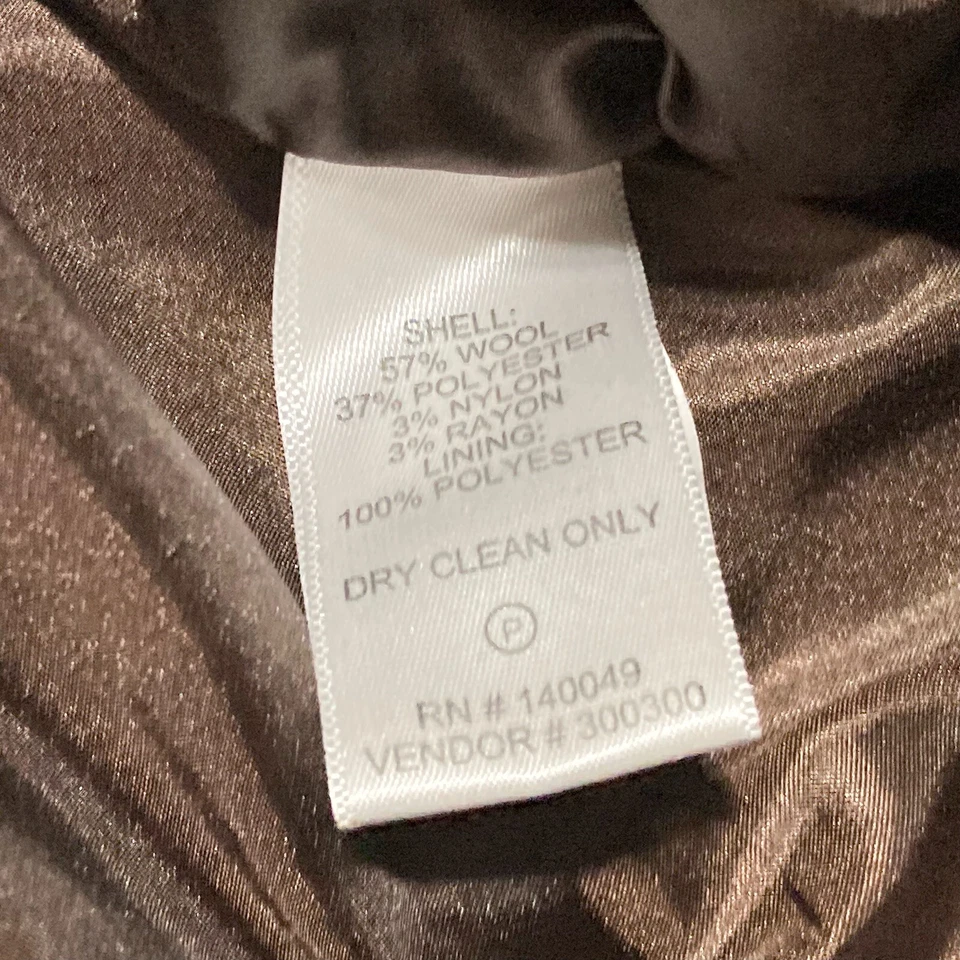 SHELL:
57% WOOL
37% POLYESTER
3% NYLON
3% RAYON
LINING:
100% POLYESTER
DRY CLEAN ONLY
P
RN # 140049
VENDOR # 300300